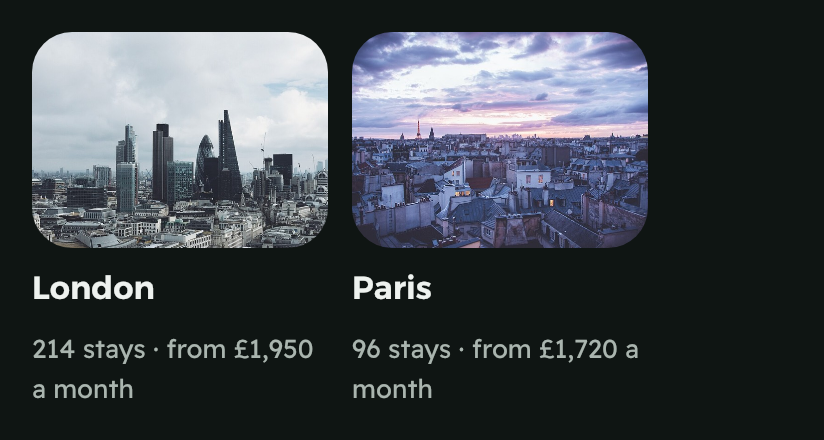 London
214 stays · from £1,950
a month
Paris
96 stays · from £1,720 a
month